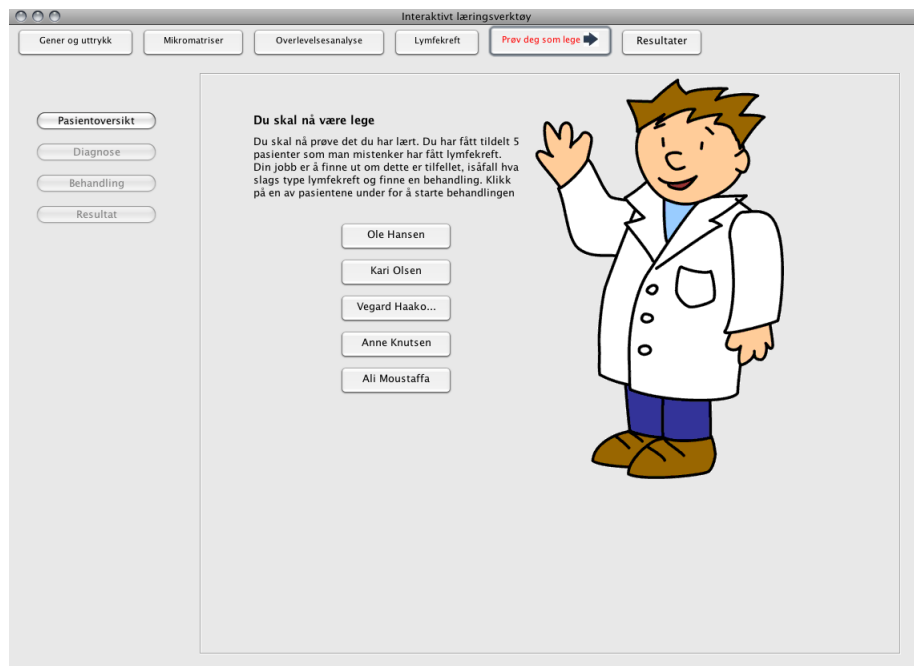 Interaktivt læringsverktøy
Gener og uttrykk
Mikromatriser
Overlevelsesanalyse
Lymfekreft
Prøv deg som lege
Resultater
Pasientoversikt
Diagnose
Behandling
Resultat
Du skal nå være lege
Du skal nå prøve det du har lært. Du har fått tildelt 5
pasienter som man mistenker har fått lymfekreft.
Din jobb er å finne ut om dette er tilfellet, isåfall hva
slags type lymfekreft og finne en behandling. Klikk
på en av pasientene under for å starte behandlingen
Ole Hansen
Kari Olsen
Vegard Haako...
Anne Knutsen
Ali Moustaffa